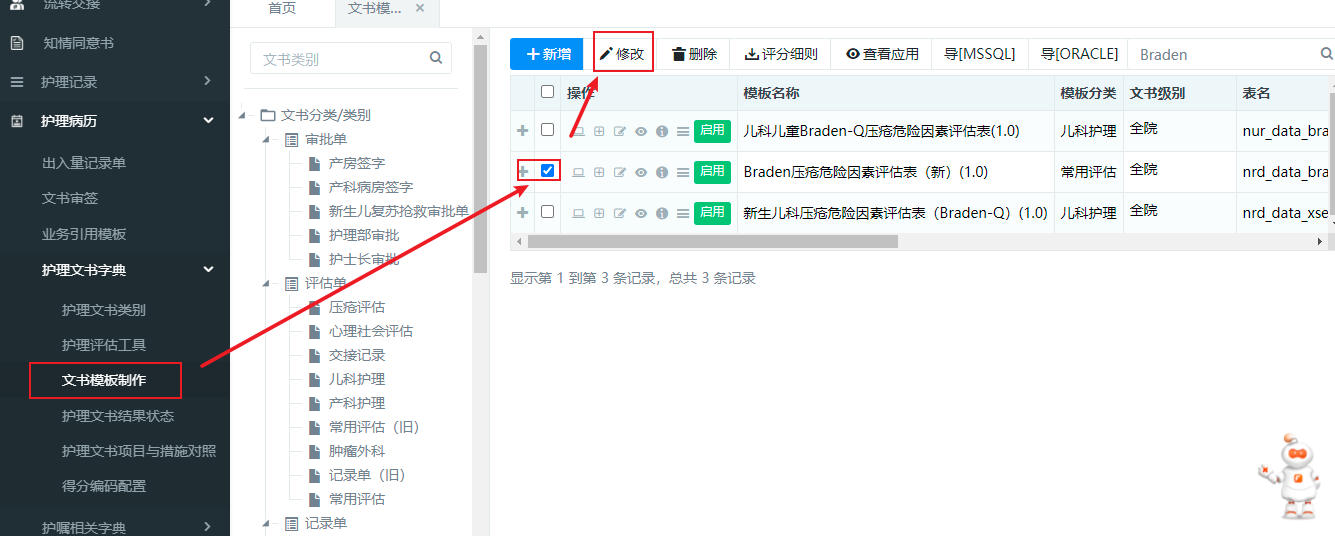 流转交接
知情同意书
护理记录
护理病历
出入量记录单
文书审签
业务引用模板
护理文书字典
护理文书类别
护理评估工具
文书模板制作
护理文书结果状态
护理文书项目与措施对照
得分编码配置
护嘱相关字典
首页
文书模...
文书类别
文书分类/类别
审批单
产房签字
产科病房签字
新生儿复苏抢救审批单
护理部审批
护士长审批
评估单
压疮评估
心理社会评估
交接记录
儿科护理
产科护理
常用评估（旧）
肿瘤外科
记录单（旧）
常用评估
记录单
新增 修改 删除 评分细则 查看应用 导[MSSQL] 导[ORACLE] Braden
操作 模板名称 模板分类 文书级别 表名
启用 儿科儿童Braden-Q压疮危险因素评估表(1.0) 儿科护理 全院 nur_data_bra
启用 Braden压疮危险因素评估表（新）(1.0) 常用评估 全院 nrd_data_bra
启用 新生儿科压疮危险因素评估表（Braden-Q）(1.0) 儿科护理 全院 nrd_data_xse
显示第 1 到第 3 条记录，总共 3 条记录